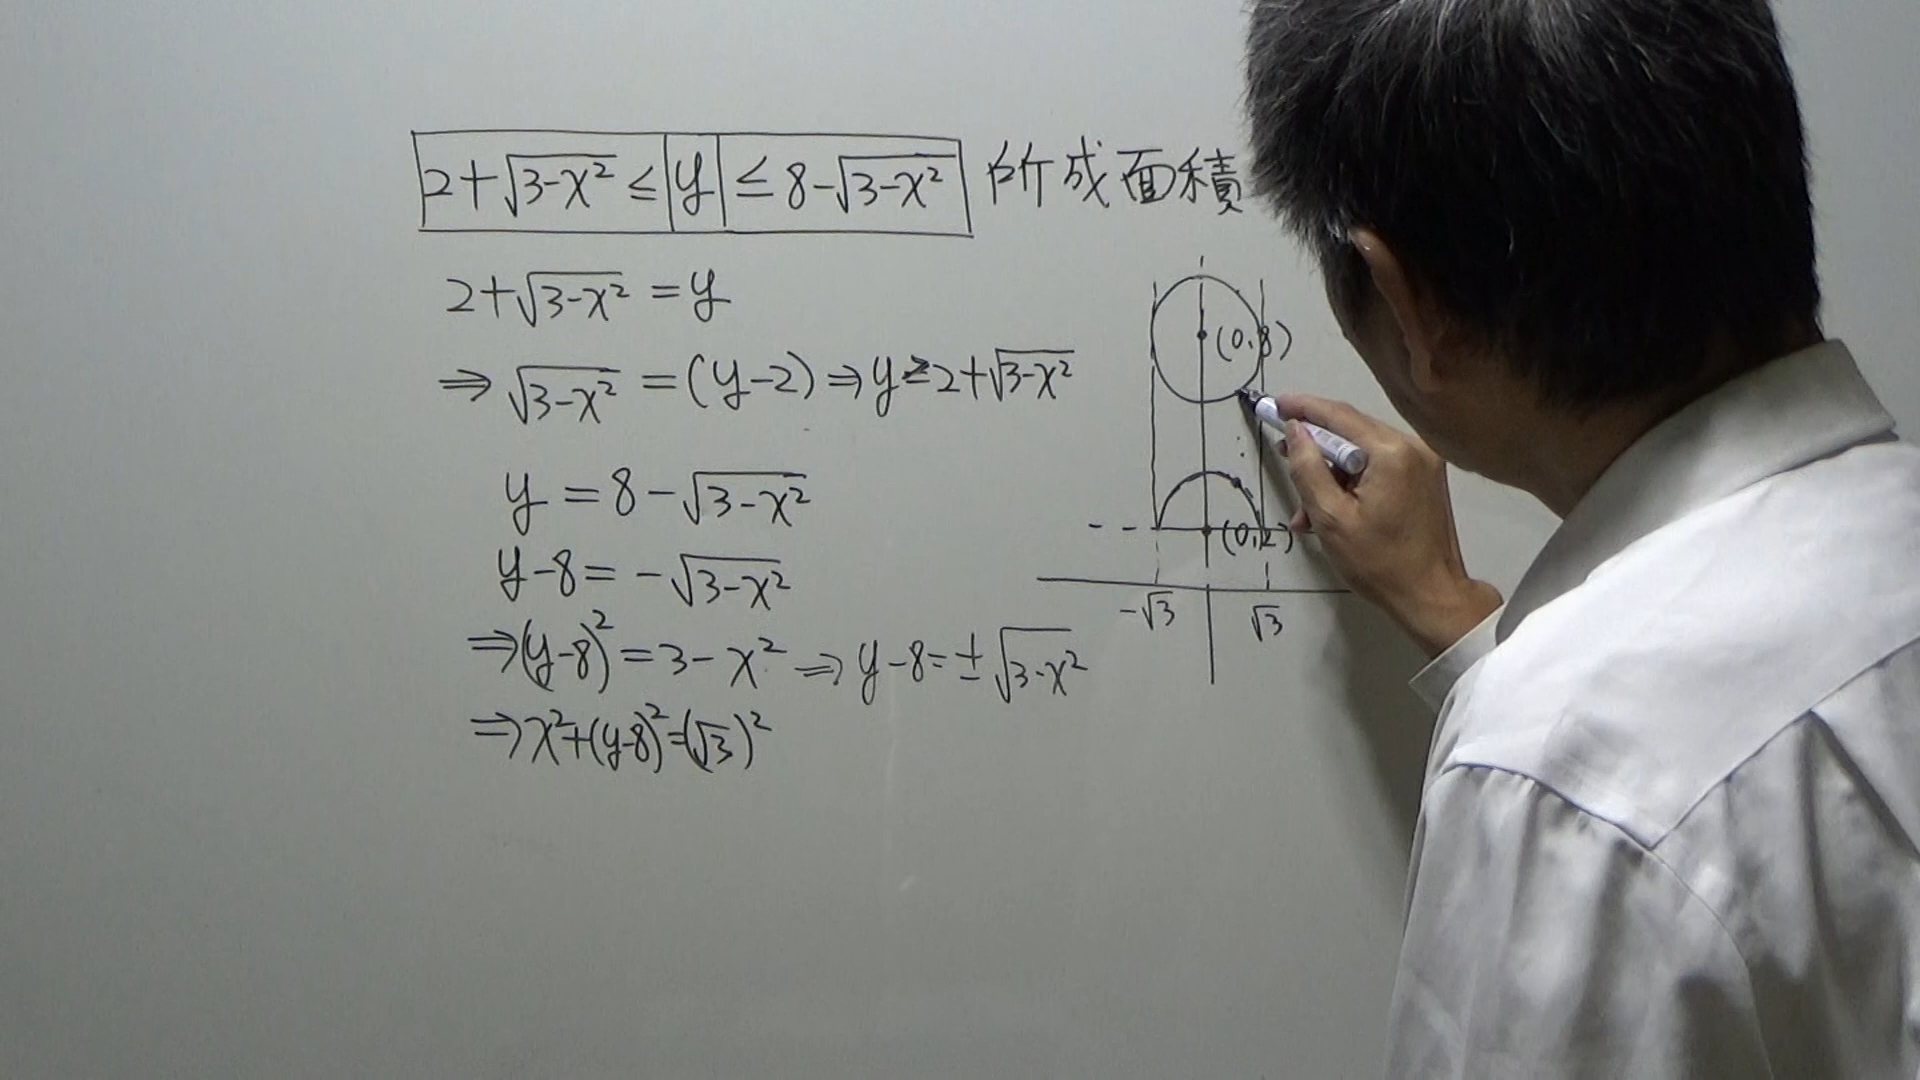 2+√(3-x²) ≤ y ≤ 8-√(3-x²) 所成面積
2+√(3-x²) = y
⇒ √(3-x²) = (y-2) ⇒ y = 2+√(3-x²)
y = 8-√(3-x²)
y-8 = -√(3-x²)
⇒ (y-8)² = 3-x² ⇒ y-8 = ±√(3-x²)
⇒ x²+(y-8)² = (√3)²
(0,8)
(0,2)
-√3
√3